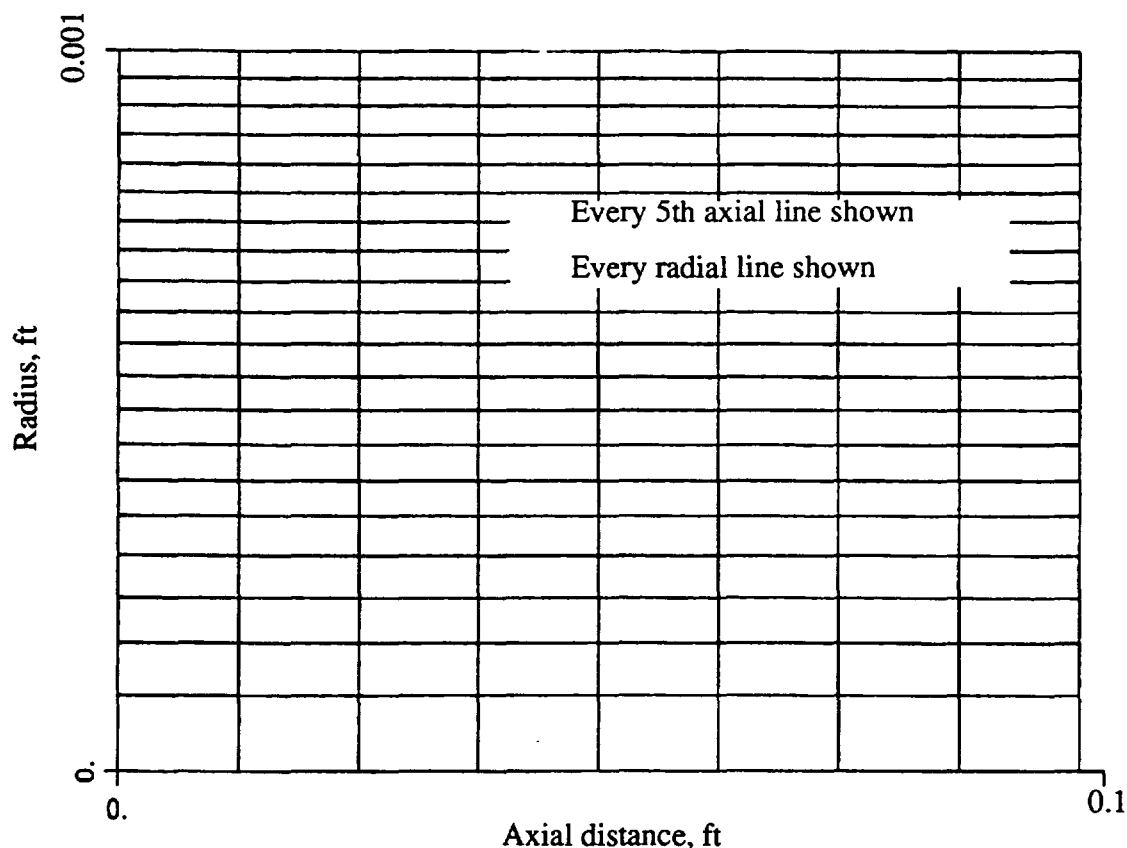 0.001
Every 5th axial line shown
Every radial line shown
Radius, ft
0.
0.
0.1
Axial distance, ft